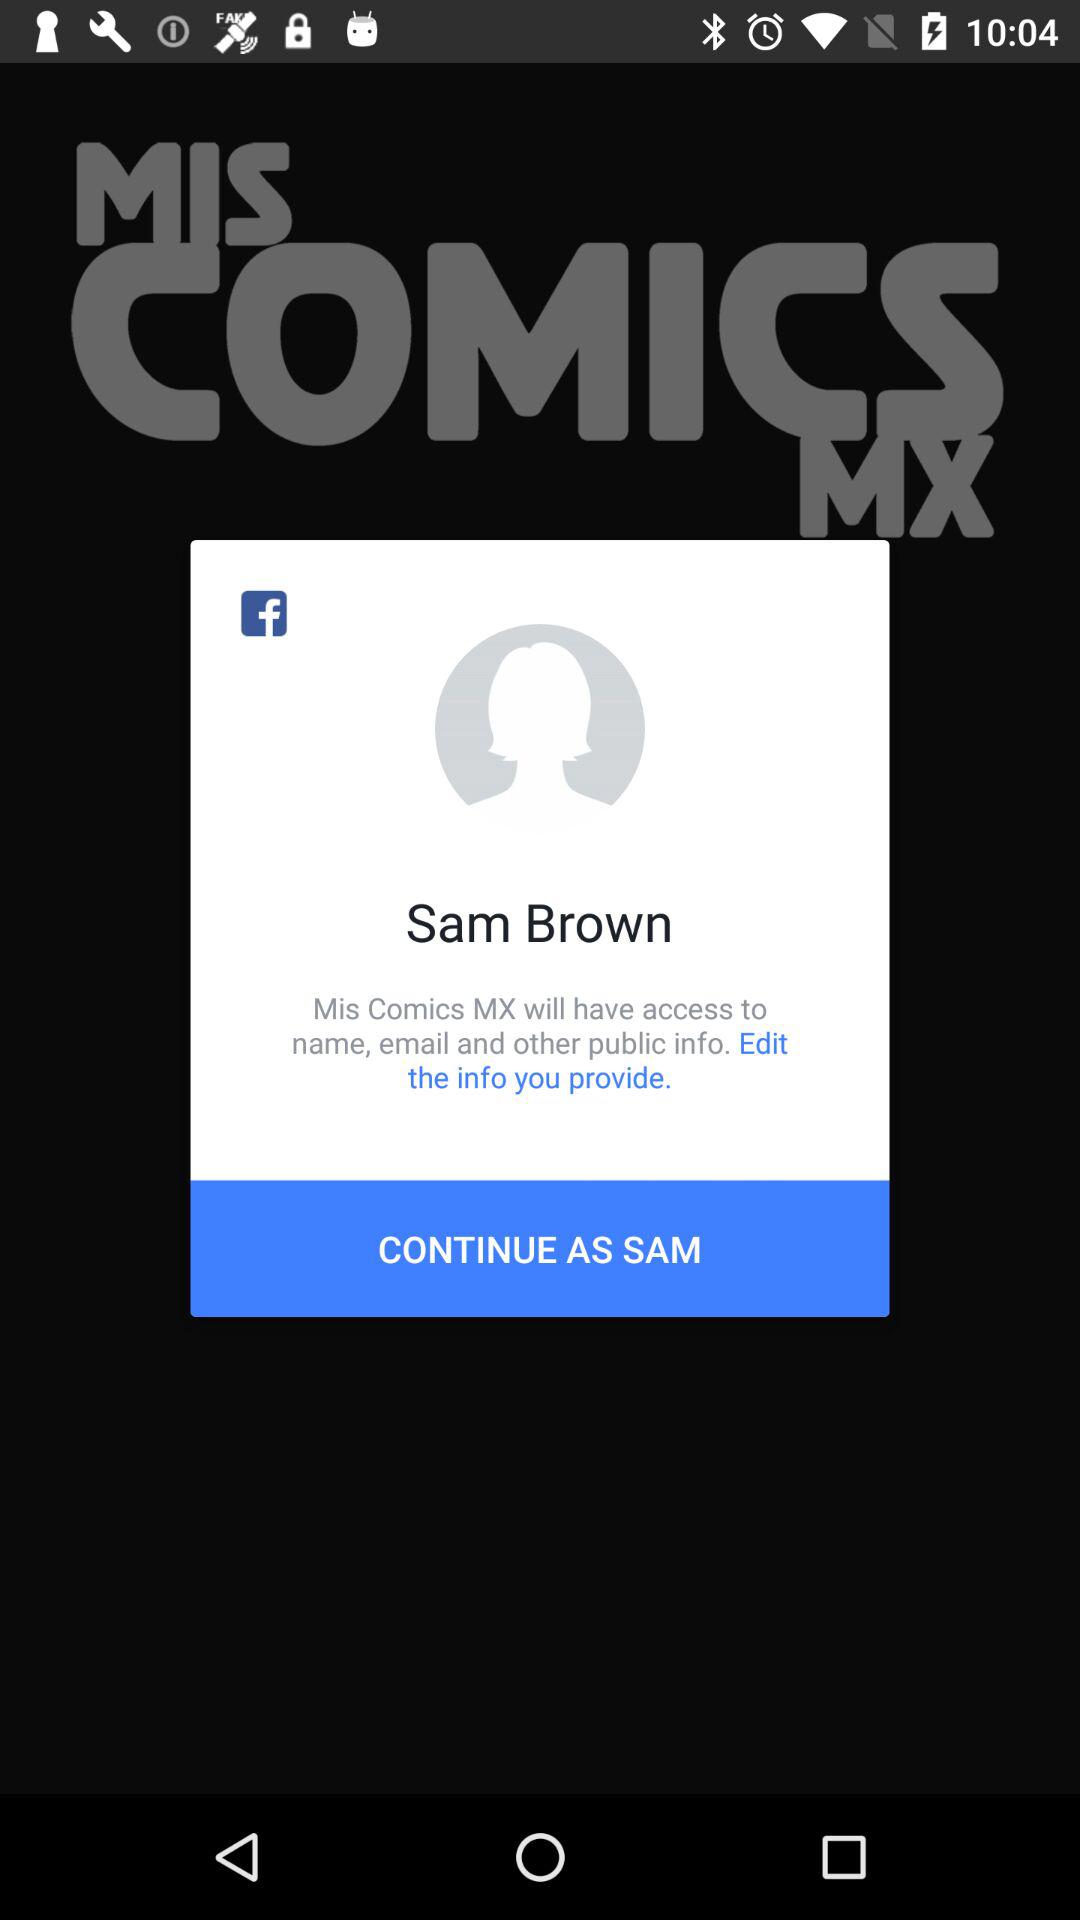 FAKE
10:04
MIS
COMICS
MX
Sam Brown
Mis Comics MX will have access to
name, email and other public info. Edit
the info you provide.
CONTINUE AS SAM